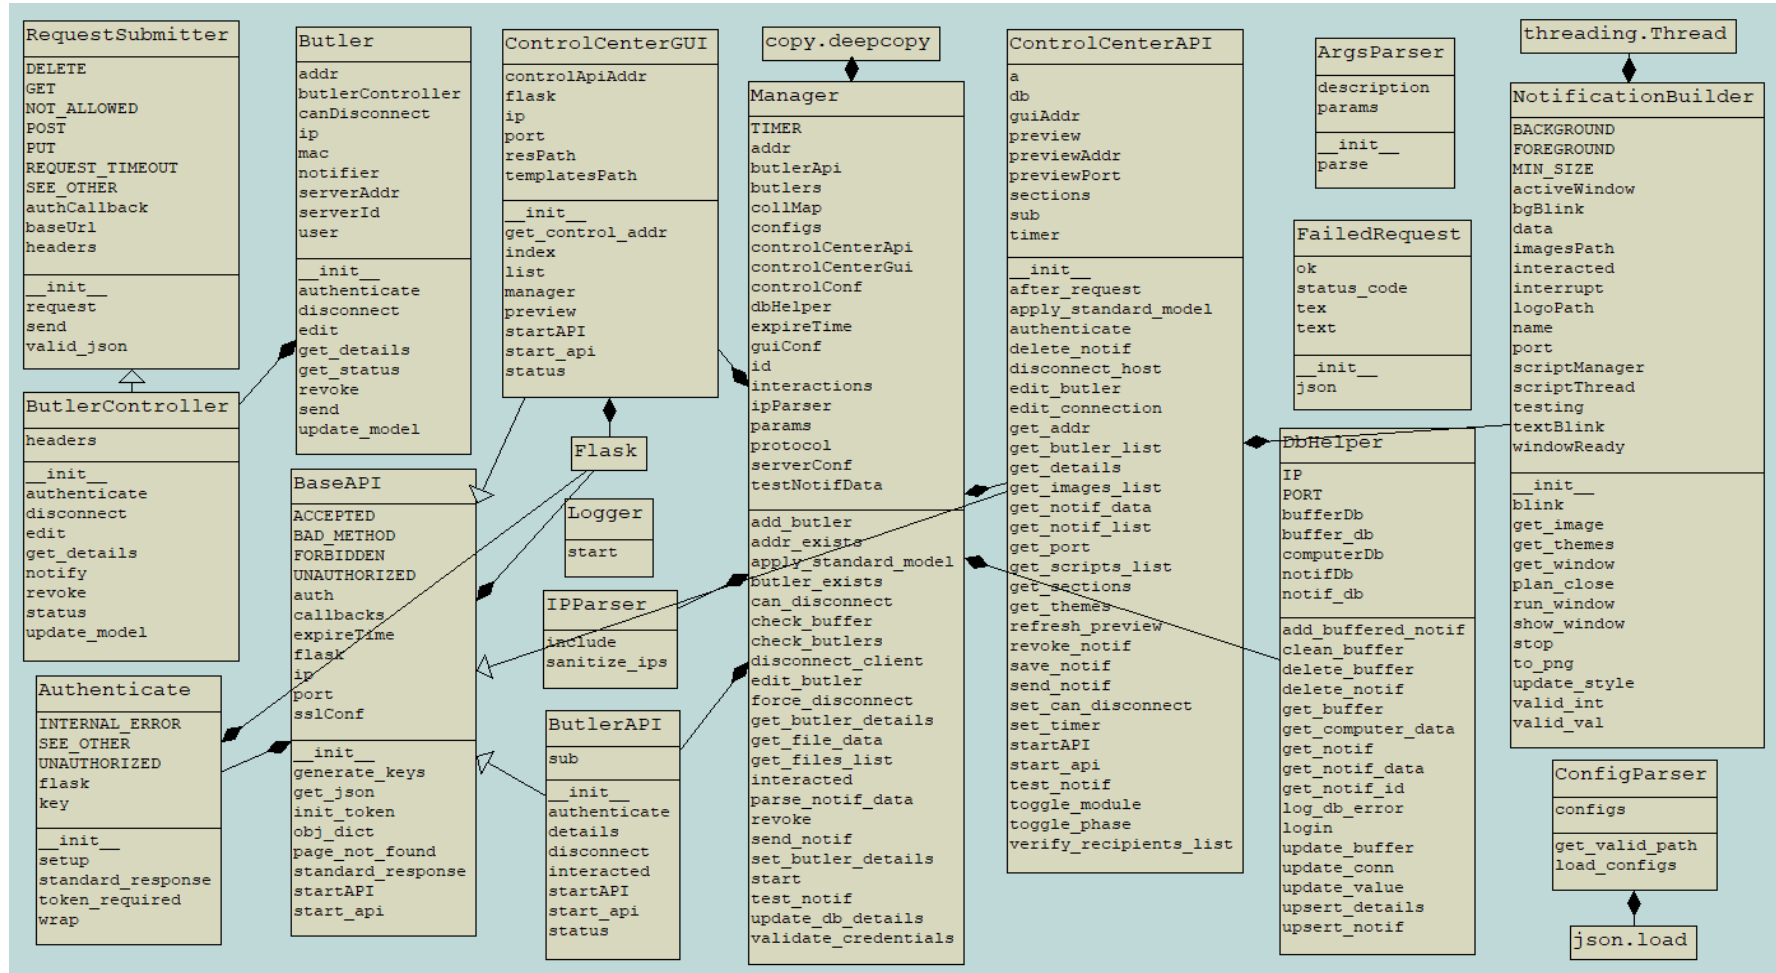 RequestSubmitter
DELETE
GET
NOT_ALLOWED
POST
PUT
REQUEST_TIMEOUT
SEE_OTHER
authCallback
baseUrl
headers
__init__
request
send
valid_json
ButlerController
headers
__init__
authenticate
disconnect
edit
get_details
notify
revoke
status
update_model
Authenticate
INTERNAL_ERROR
SEE_OTHER
UNAUTHORIZED
flask
key
__init__
setup
standard_response
token_required
wrap
Butler
addr
butlerController
canDisconnect
ip
mac
notifier
serverAddr
serverId
user
__init__
authenticate
disconnect
edit
get_details
get_status
revoke
send
update_model
BaseAPI
ACCEPTED
BAD_METHOD
FORBIDDEN
UNAUTHORIZED
auth
callbacks
expireTime
flask
ip
port
sslConf
__init__
generate_keys
get_json
init_token
obj_dict
page_not_found
standard_response
startAPI
start_api
ControlCenterGUI
controlApiAddr
flask
ip
port
resPath
templatesPath
__init__
get_control_addr
index
list
manager
preview
startAPI
start_api
status
Flask
Logger
start
IPParser
include
sanitize_ips
ButlerAPI
sub
__init__
authenticate
details
disconnect
interacted
startAPI
start_api
status
copy.deepcopy
Manager
TIMER
addr
butlerApi
butlers
collMap
configs
controlCenterApi
controlCenterGui
controlConf
dbHelper
expireTime
guiConf
id
interactions
ipParser
params
protocol
serverConf
testNotifData
add_butler
addr_exists
apply_standard_model
butler_exists
can_disconnect
check_buffer
check_butlers
disconnect_client
edit_butler
force_disconnect
get_butler_details
get_file_data
get_files_list
interacted
parse_notif_data
revoke
send_notif
set_butler_details
start
test_notif
update_db_details
validate_credentials
ControlCenterAPI
a
db
guiAddr
preview
previewAddr
previewPort
sections
sub
timer
__init__
after_request
apply_standard_model
authenticate
delete_notif
disconnect_host
edit_butler
edit_connection
get_addr
get_butler_list
get_details
get_images_list
get_notif_data
get_notif_list
get_port
get_scripts_list
get_sections
get_themes
refresh_preview
revoke_notif
save_notif
send_notif
set_can_disconnect
set_timer
startAPI
start_api
test_notif
toggle_module
toggle_phase
verify_recipients_list
ArgsParser
description
params
__init__
parse
FailedRequest
ok
status_code
tex
text
__init__
json
DbHelper
IP
PORT
bufferDb
buffer_db
computerDb
notifDb
notif_db
add_buffered_notif
clean_buffer
delete_buffer
delete_notif
get_buffer
get_computer_data
get_notif
get_notif_data
get_notif_id
log_db_error
login
update_buffer
update_conn
update_value
upsert_details
upsert_notif
threading.Thread
NotificationBuilder
BACKGROUND
FOREGROUND
MIN_SIZE
activeWindow
bgBlink
data
imagesPath
interacted
interrupt
logoPath
name
port
scriptManager
scriptThread
testing
textBlink
windowReady
__init__
blink
get_image
get_themes
get_window
plan_close
run_window
show_window
stop
to_png
update_style
valid_int
valid_val
ConfigParser
configs
get_valid_path
load_configs
json.load